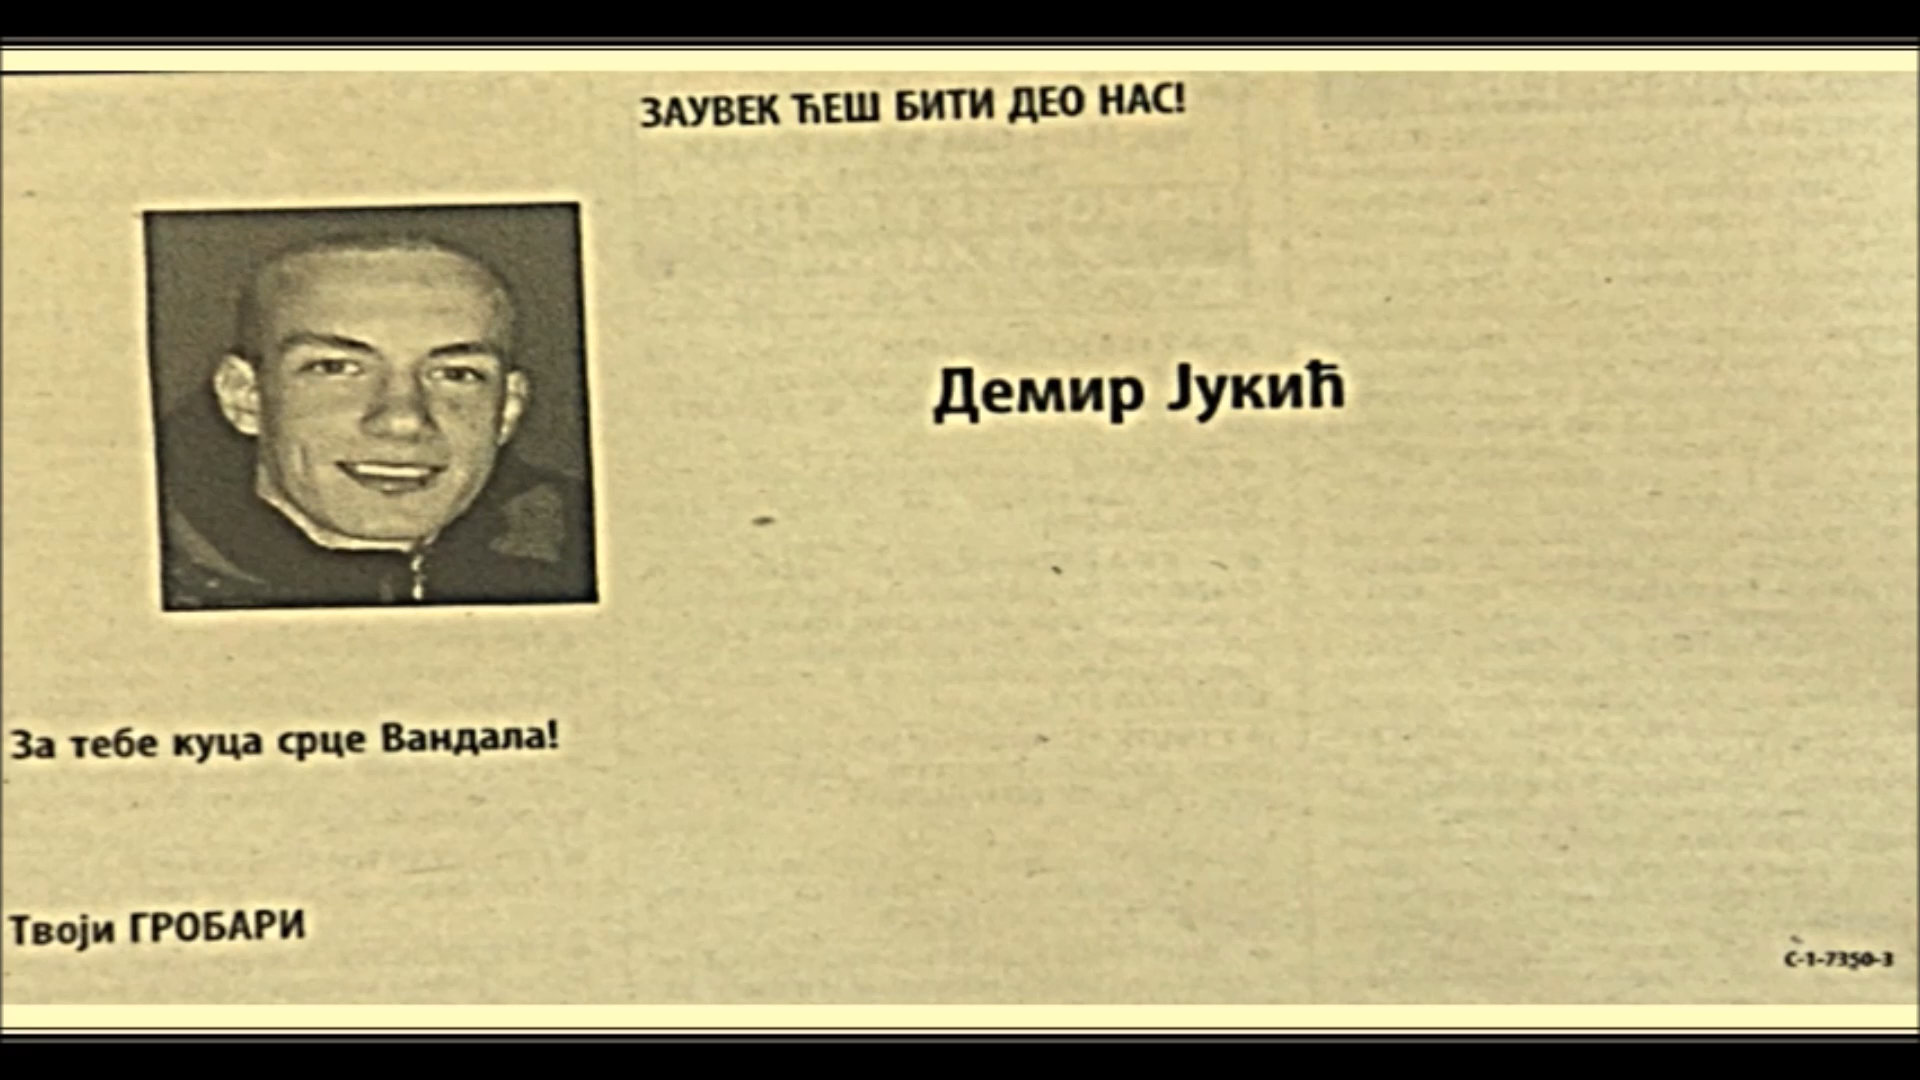 ЗАУВЕК ЋЕШ БИТИ ДЕО НАС!
Демир Јукић
За тебе куца срце Вандала!
Твоји ГРОБАРИ
С-1-7350-3